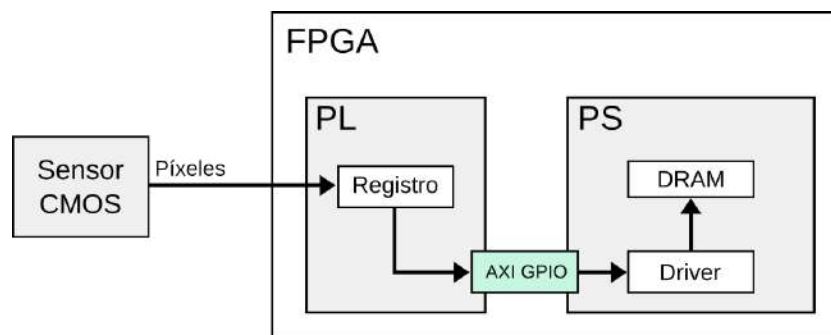 FPGA
PL
PS
Sensor
CMOS
Píxeles
Registro
DRAM
AXI GPIO
Driver